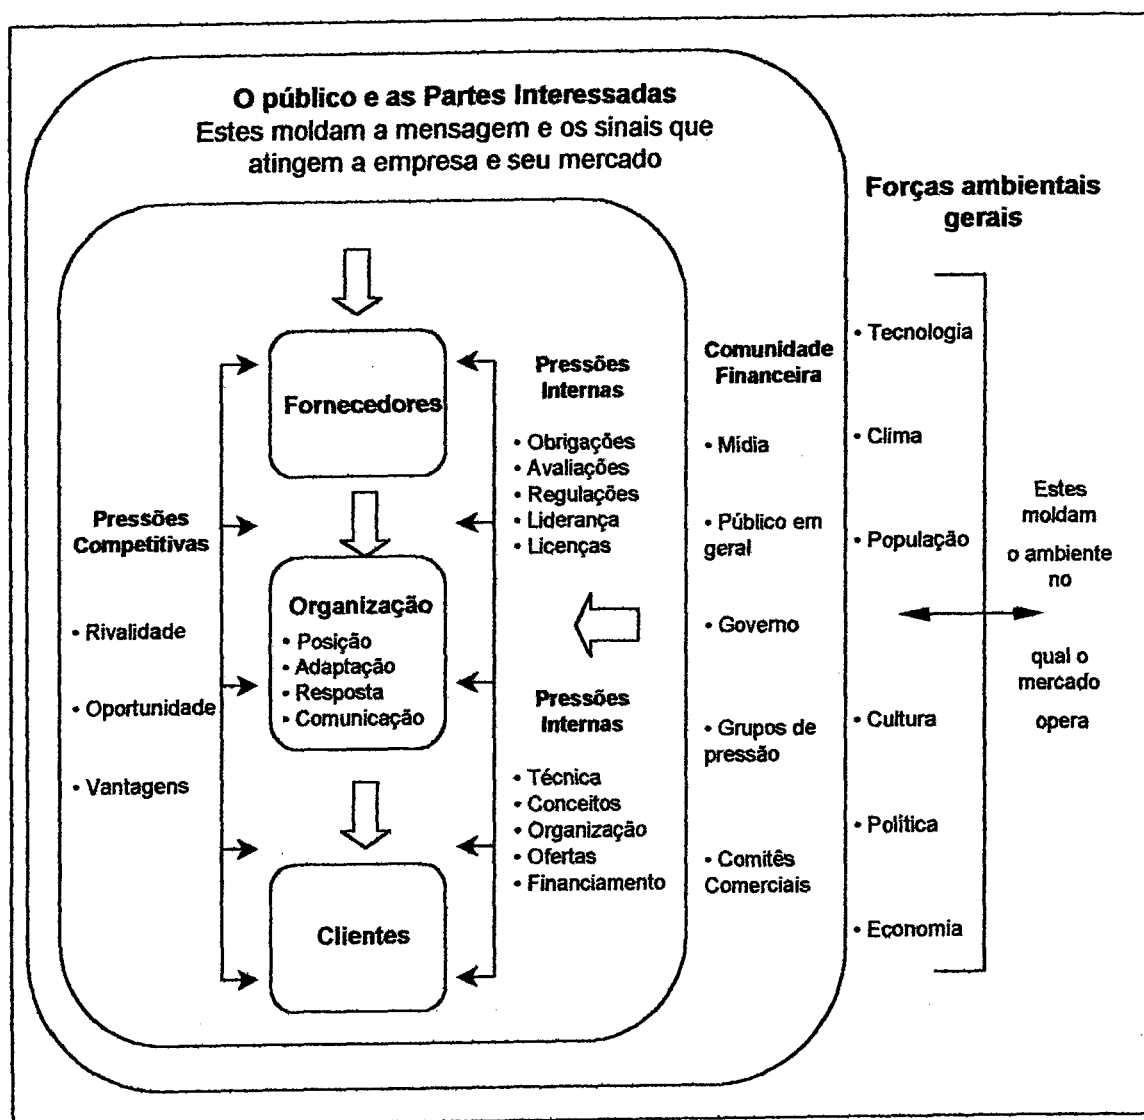 O público e as Partes Interessadas
Estes moldam a mensagem e os sinais que
atingem a empresa e seu mercado
Fornecedores
Organização
• Posição
• Adaptação
• Resposta
• Comunicação
Clientes
Pressões
Competitivas
• Rivalidade
• Oportunidade
• Vantagens
Pressões
Internas
• Obrigações
• Avaliações
• Regulações
• Liderança
• Licenças
Pressões
Internas
• Técnica
• Conceitos
• Organização
• Ofertas
• Financiamento
Comunidade
Financeira
• Mídia
• Público em
geral
• Governo
• Grupos de
pressão
• Comitês
Comerciais
Forças ambientais
gerais
• Tecnologia
• Clima
• População
• Cultura
• Política
• Economia
Estes
moldam
o ambiente
no
qual o
mercado
opera